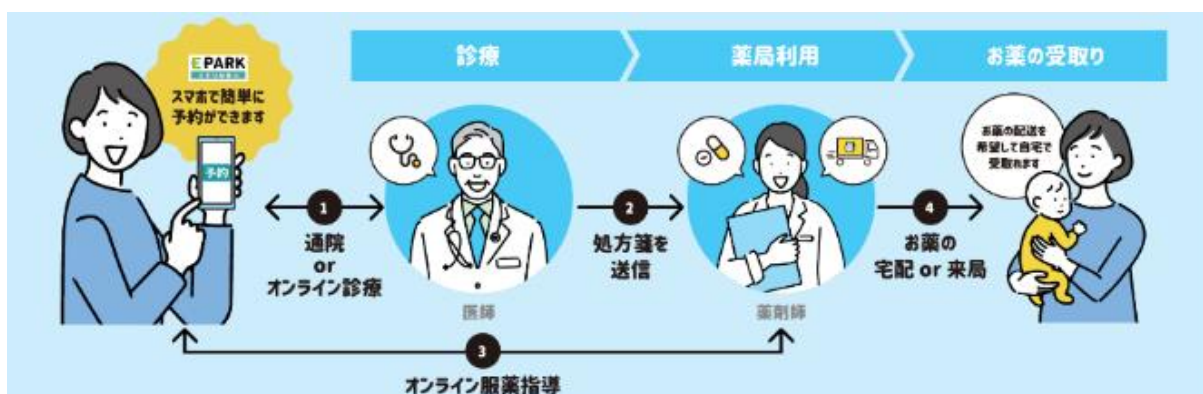 診療
薬局利用
お薬の受取り
EPARK
スマホで簡単に
予約ができます
予約
お薬の配送を
希望して自宅で
受取れます
1
通院
or
オンライン診療
2
処方箋を
送信
4
お薬の
宅配 or 来局
医師
薬剤師
3
オンライン服薬指導